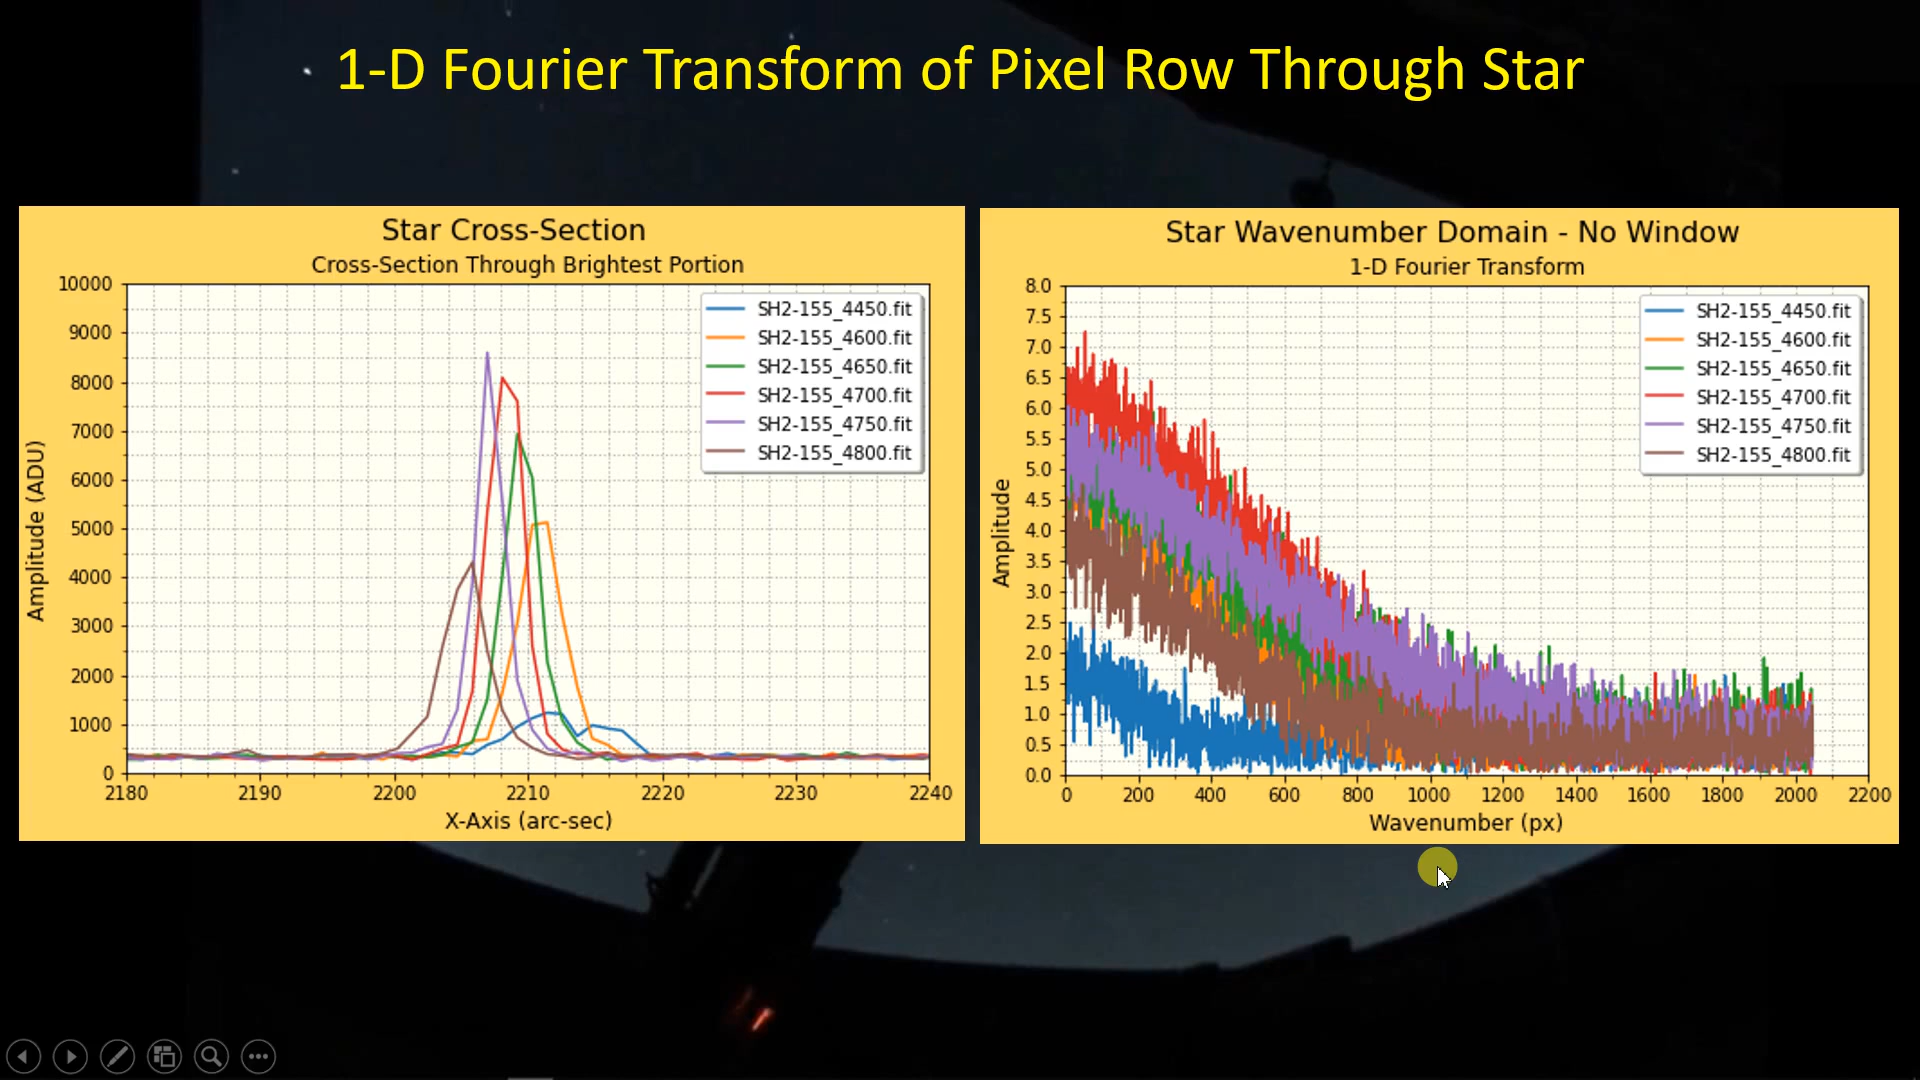 1-D Fourier Transform of Pixel Row Through Star
Star Cross-Section
Cross-Section Through Brightest Portion
10000
9000
8000
7000
6000
5000
4000
3000
2000
1000
0
Amplitude (ADU)
SH2-155_4450.fit
SH2-155_4600.fit
SH2-155_4650.fit
SH2-155_4700.fit
SH2-155_4750.fit
SH2-155_4800.fit
2180 2190 2200 2210 2220 2230 2240
X-Axis (arc-sec)
Star Wavenumber Domain - No Window
1-D Fourier Transform
8.0
7.5
7.0
6.5
6.0
5.5
5.0
4.5
4.0
3.5
3.0
2.5
2.0
1.5
1.0
0.5
0.0
Amplitude
SH2-155_4450.fit
SH2-155_4600.fit
SH2-155_4650.fit
SH2-155_4700.fit
SH2-155_4750.fit
SH2-155_4800.fit
0 200 400 600 800 1000 1200 1400 1600 1800 2000 2200
Wavenumber (px)